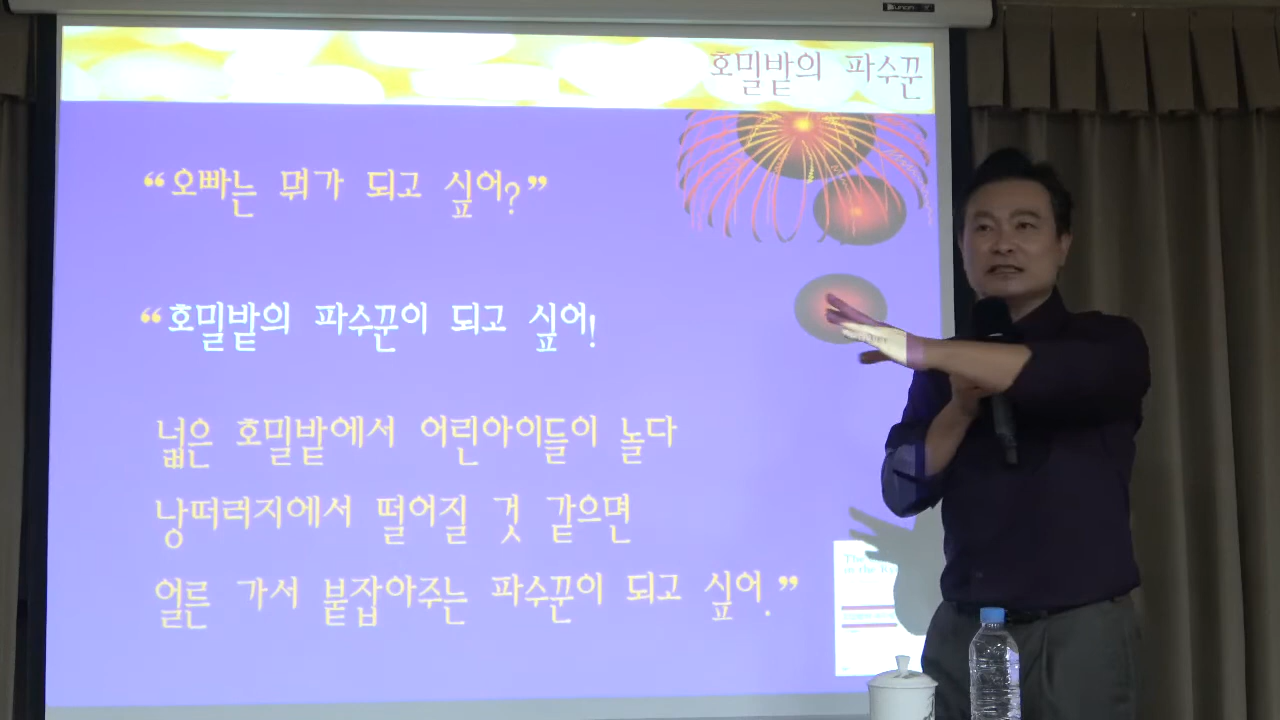 호밀밭의 파수꾼
“오빠는 뭐가 되고 싶어?”
“호밀밭의 파수꾼이 되고 싶어!
넓은 호밀밭에서 어린아이들이 놀다
낭떠러지에서 떨어질 것 같으면
얼른 가서 붙잡아주는 파수꾼이 되고 싶어.”